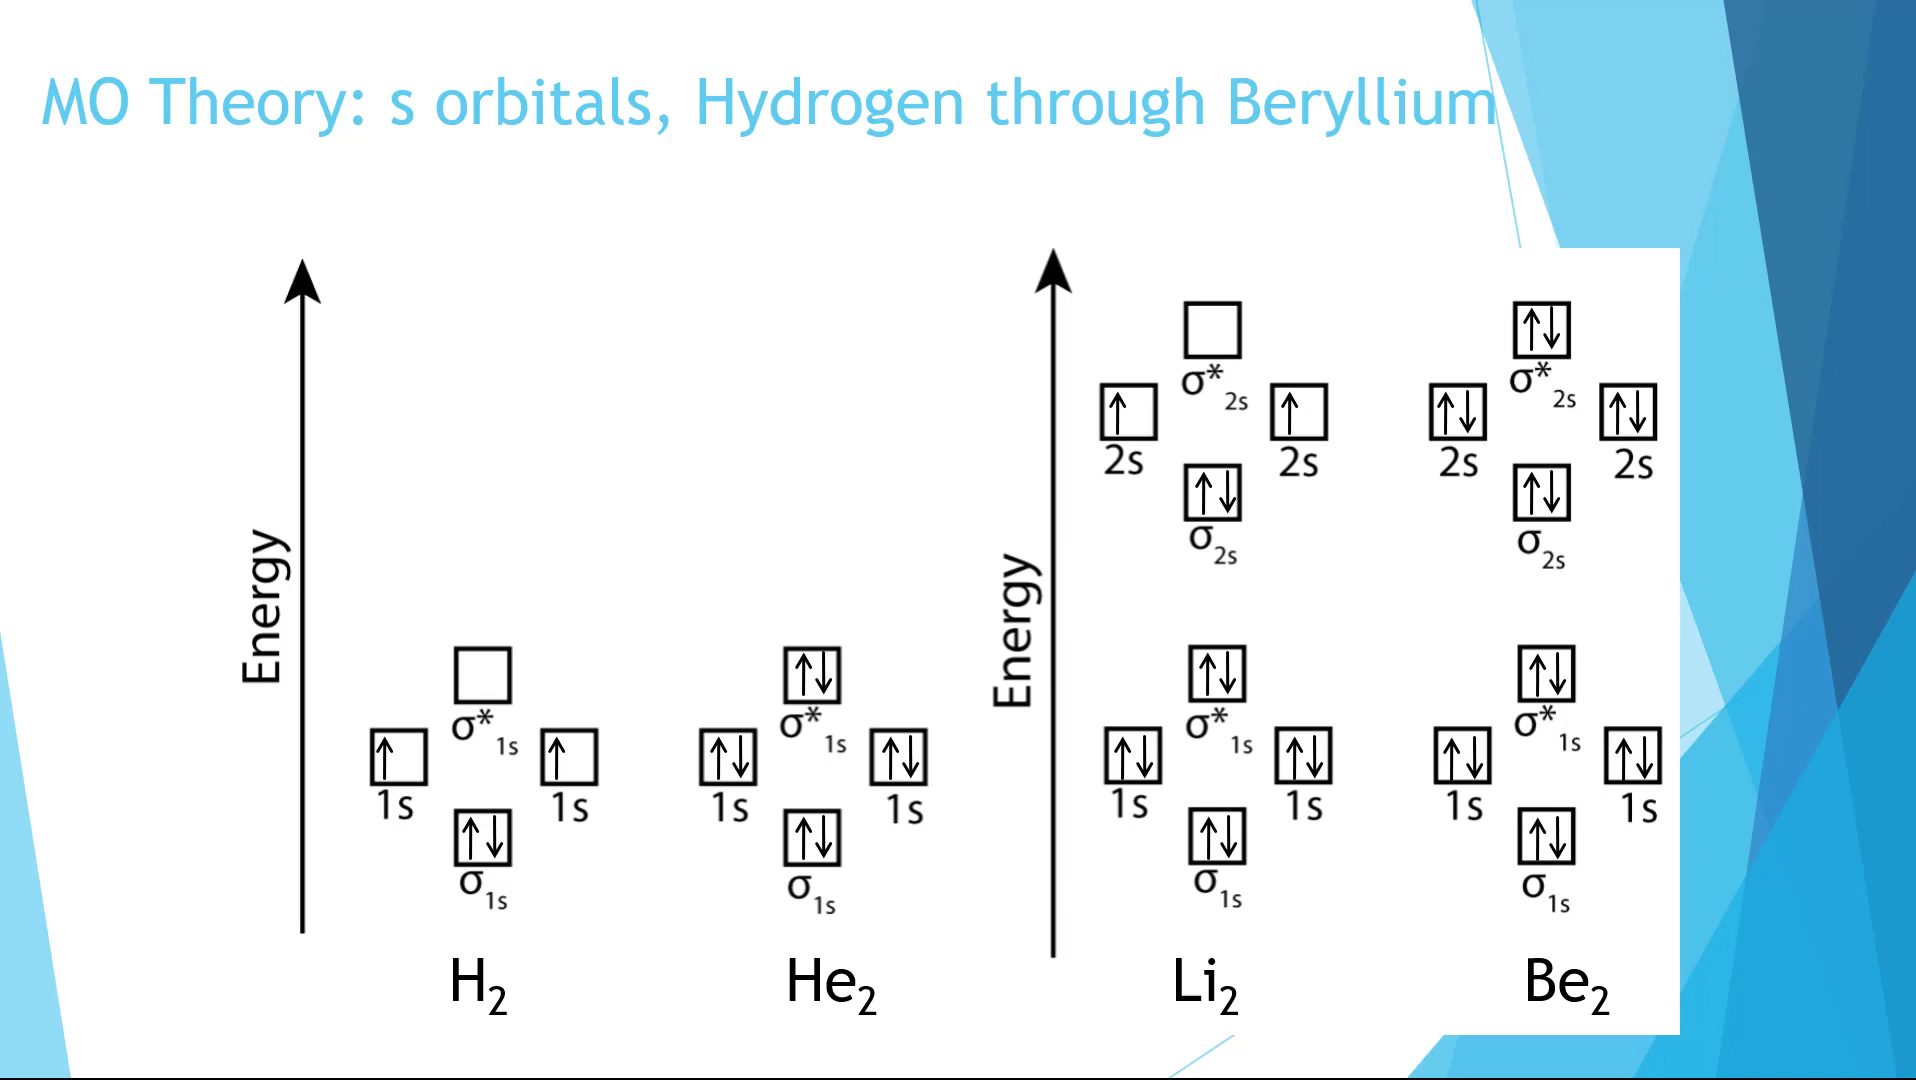 MO Theory: s orbitals, Hydrogen through Beryllium
Energy
σ*1s
1s 1s
σ1s
H2
σ*1s
1s 1s
σ1s
He2
Energy
σ*2s
2s 2s
σ2s
σ*1s
1s 1s
σ1s
Li2
σ*2s
2s 2s
σ2s
σ*1s
1s 1s
σ1s
Be2